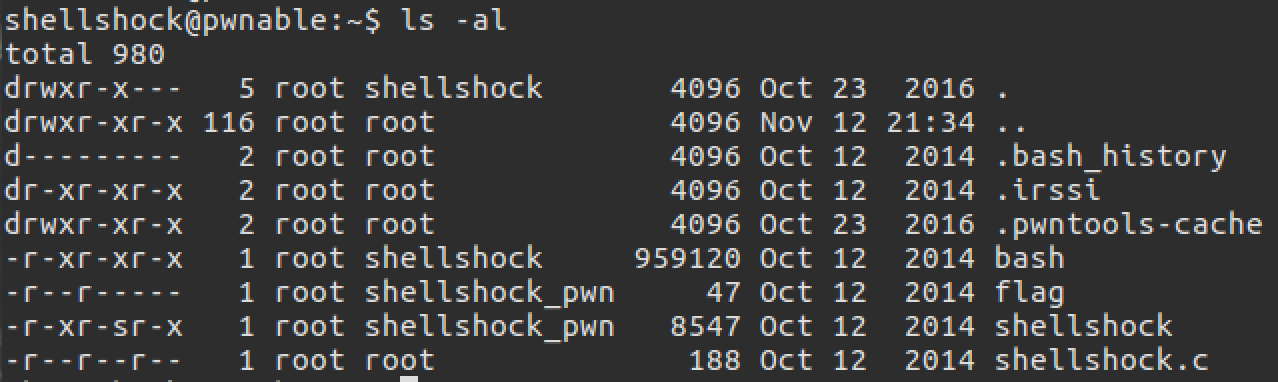 shellshock@pwnable:~$ ls -al
total 980
drwxr-x---   5 root shellshock       4096 Oct 23  2016 .
drwxr-xr-x 116 root root             4096 Nov 12 21:34 ..
d---------   2 root root             4096 Oct 12  2014 .bash_history
dr-xr-xr-x   2 root root             4096 Oct 12  2014 .irssi
drwxr-xr-x   2 root root             4096 Oct 23  2016 .pwntools-cache
-r-xr-xr-x   1 root shellshock     959120 Oct 12  2014 bash
-r--r-----   1 root shellshock_pwn     47 Oct 12  2014 flag
-r-xr-sr-x   1 root shellshock_pwn   8547 Oct 12  2014 shellshock
-r--r--r--   1 root root              188 Oct 12  2014 shellshock.c